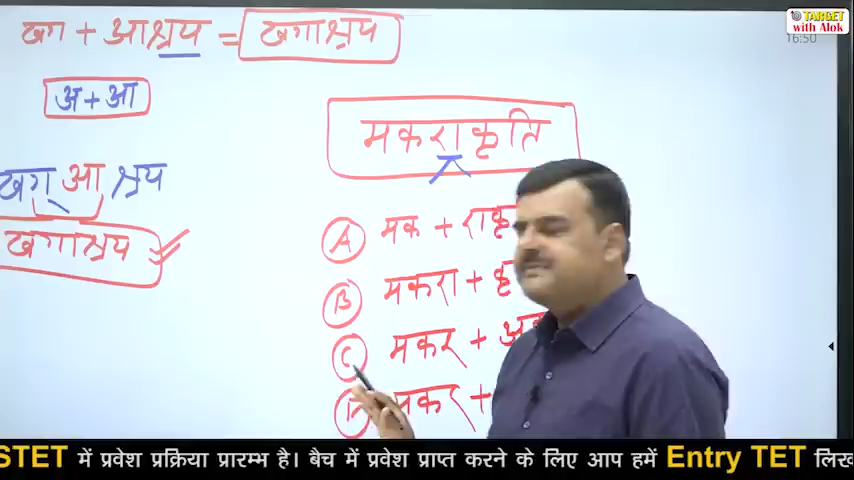 खग + आश्रय = खगाश्रय
TARGET
with Alok
16:50
अ + आ
मकराकृति
खग् आ श्रय
खगाश्रय
A मक + राकृ
B मकरा + कृ
C मकर + अक
मकर +
STET में प्रवेश प्रक्रिया प्रारम्भ है। बैच में प्रवेश प्राप्त करने के लिए आप हमें Entry TET लिख